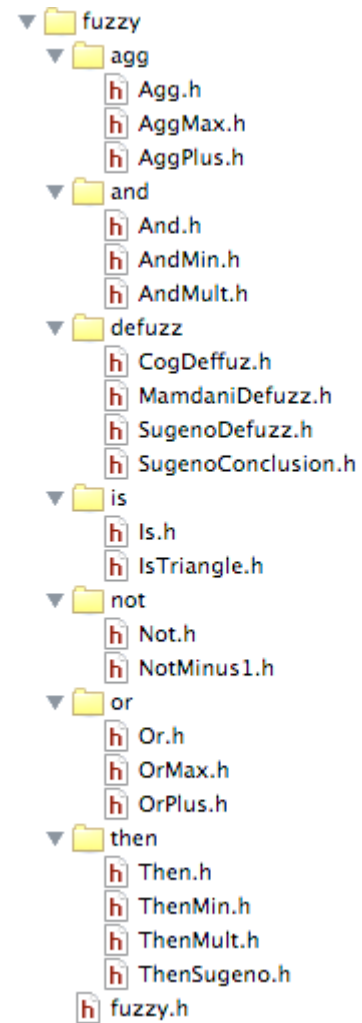 fuzzy
agg
h Agg.h
h AggMax.h
h AggPlus.h
and
h And.h
h AndMin.h
h AndMult.h
defuzz
h CogDeffuz.h
h MamdaniDefuzz.h
h SugenoDefuzz.h
h SugenoConclusion.h
is
h Is.h
h IsTriangle.h
not
h Not.h
h NotMinus1.h
or
h Or.h
h OrMax.h
h OrPlus.h
then
h Then.h
h ThenMin.h
h ThenMult.h
h ThenSugeno.h
h fuzzy.h